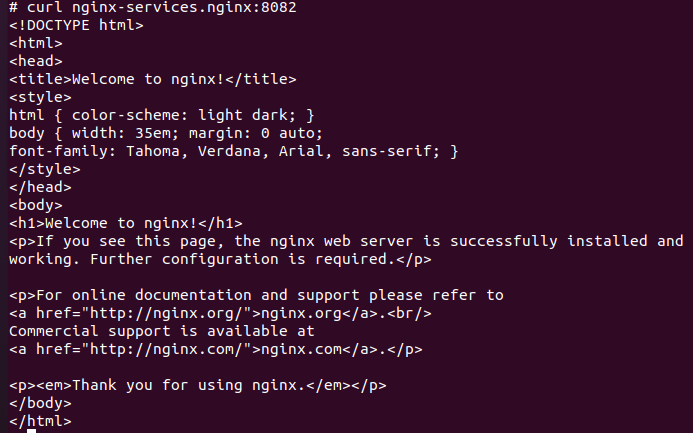 # curl nginx-services.nginx:8082
<!DOCTYPE html>
<html>
<head>
<title>Welcome to nginx!</title>
<style>
html { color-scheme: light dark; }
body { width: 35em; margin: 0 auto;
font-family: Tahoma, Verdana, Arial, sans-serif; }
</style>
</head>
<body>
<h1>Welcome to nginx!</h1>
<p>If you see this page, the nginx web server is successfully installed and
working. Further configuration is required.</p>

<p>For online documentation and support please refer to
<a href="http://nginx.org/">nginx.org</a>.<br/>
Commercial support is available at
<a href="http://nginx.com/">nginx.com</a>.</p>

<p><em>Thank you for using nginx.</em></p>
</body>
</html>